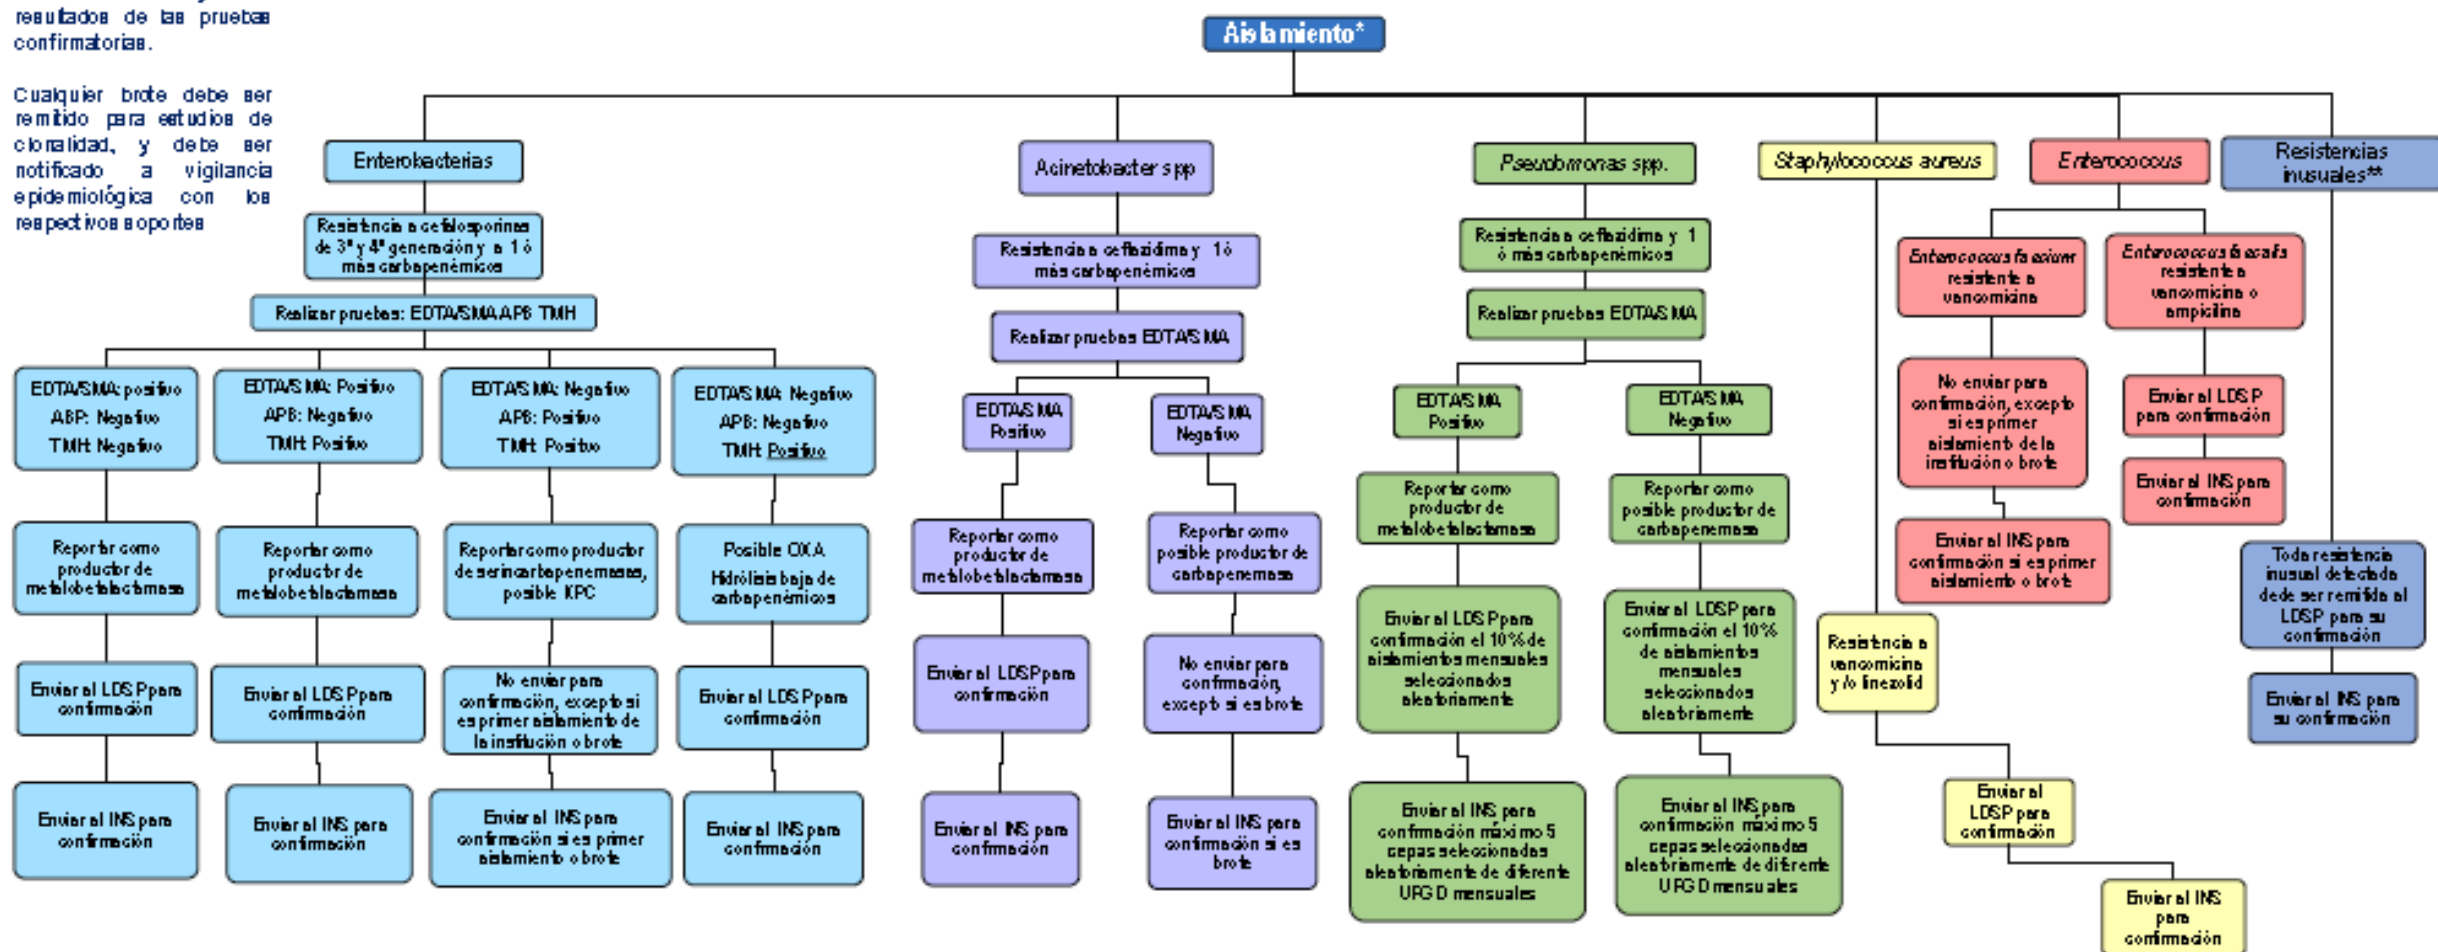 resultados de las pruebas
confirmatorias.
Cualquier brote debe ser
remitido para estudios de
clonalidad, y debe ser
notificado a vigilancia
epidemiológica con los
respectivos soportes
Aislamiento*
Enterobacterias
Resistencia a cefalosporinas
de 3ª y 4ª generación y a 1 ó
más carbapenémicos
Realizar pruebas: EDTA/SMA APB TMH
EDTA/SMA: positivo
ABP: Negativo
TMH: Negativo
Reportar como
productor de
metalobetalactamasa
Enviar al LDSP para
confirmación
Enviar al INS para
confirmación
EDTA/SMA: Positivo
APB: Negativo
TMH: Positivo
Reportar como
productor de
metalobetalactamasa
Enviar al LDSP para
confirmación
Enviar al INS para
confirmación
EDTA/SMA: Negativo
APB: Positivo
TMH: Positvo
Reportar como productor
de serincarbapenemasas,
posible KPC
No enviar para
confirmación, excepto si
es primer aislamiento de
la institución o brote
Enviar al INS para
confirmación si es primer
aislamiento o brote
EDTA/SMA: Negativo
APB: Negativo
TMH: Positivo
Posible OXA
Hidrólisis baja de
carbapenémicos
Enviar al LDSP para
confirmación
Enviar al INS para
confirmación
Acinetobacter spp
Resistencia a ceftazidima y 1 ó
más carbapenémicos
Realizar pruebas EDTA/SMA
EDTA/SMA
Positivo
Reportar como
productor de
metalobetalactamasa
Enviar al LDSP para
confirmación
Enviar al INS para
confirmación
EDTA/SMA
Negativo
Reportar como
posible productor de
carbapenemasa
No enviar para
confirmación,
excepto si es brote
Enviar al INS para
confirmación si es
brote
Pseudomonas spp.
Resistencia a ceftazidima y 1
ó más carbapenémicos
Realizar pruebas EDTA/SMA
EDTA/SMA
Positivo
Reportar como
productor de
metalobetalactamasa
Enviar al LDSP para
confirmación el 10% de
aislamientos mensuales
seleccionados
aleatoriamente
Enviar al INS para
confirmación máximo 5
cepas seleccionadas
aleatoriamente de diferente
UPGD mensuales
EDTA/SMA
Negativo
Reportar como
posible productor de
carbapenemasa
Enviar al LDSP para
confirmación el 10%
de aislamientos
mensuales
seleccionados
aleatoriamente
Enviar al INS para
confirmación máximo 5
cepas seleccionadas
aleatoriamente de diferente
UPGD mensuales
Staphylococcus aureus
Resistencia a
vancomicina
y /o linezolid
Enviar al
LDSP para
confirmación
Enviar al INS
para
confirmación
Enterococcus
Enterococcus faecium
resistente a
vancomicina
No enviar para
confirmación, excepto
si es primer
aislamiento de la
institución o brote
Enviar al INS para
confirmación si es primer
aislamiento o brote
Enterococcus faecalis
resistente a
vancomicina o
ampicilina
Enviar al LDSP
para confirmación
Enviar al INS para
confirmación
Resistencias
inusuales**
Toda resistencia
inusual detectada
dede ser remitida al
LDSP para su
confirmación
Enviar al INS para
su confirmación